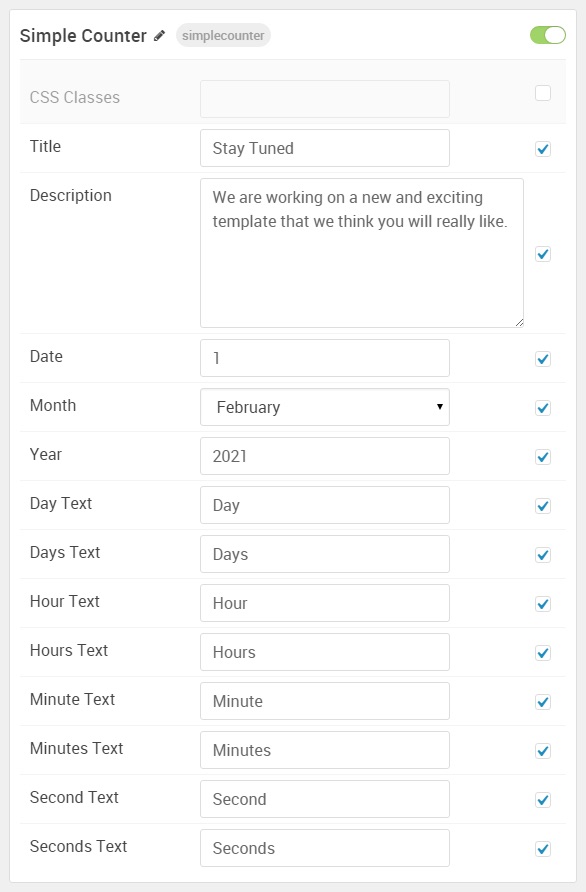 Simple Counter simplecounter
CSS Classes
Title Stay Tuned
Description We are working on a new and exciting
template that we think you will really like.
Date 1
Month February
Year 2021
Day Text Day
Days Text Days
Hour Text Hour
Hours Text Hours
Minute Text Minute
Minutes Text Minutes
Second Text Second
Seconds Text Seconds